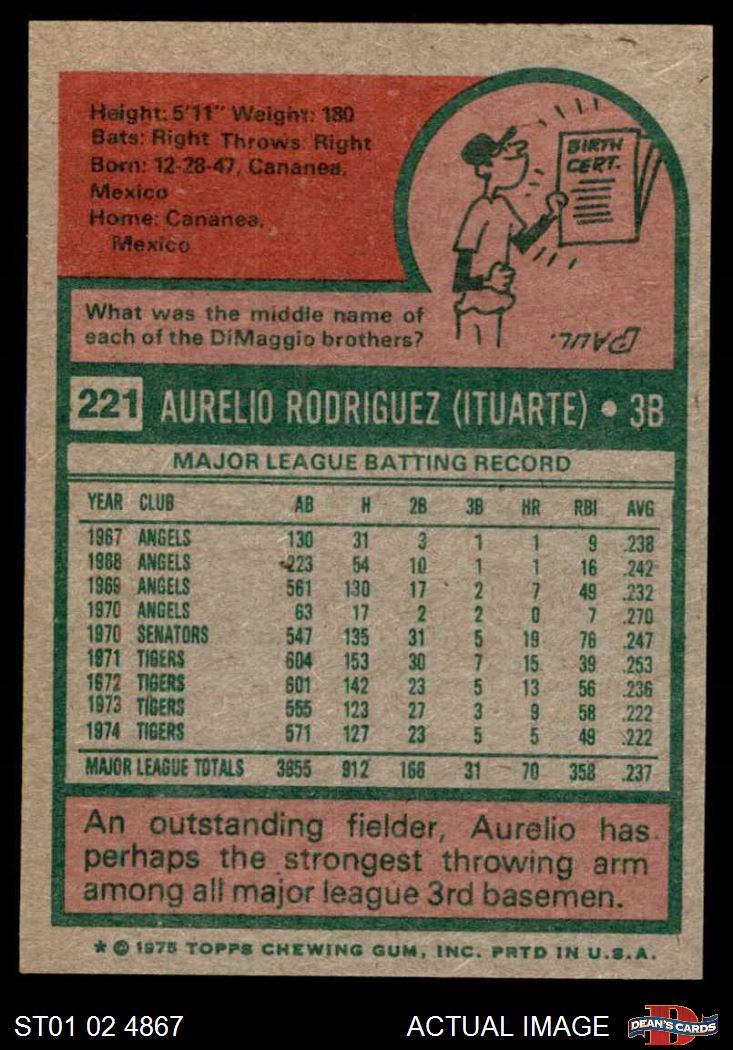 Height: 5'11" Weight: 180
Bats: Right Throws: Right
Born: 12-28-47, Cananea,
Mexico
Home: Cananea,
Mexico
BIRTH
CERT.
PAUL.
What was the middle name of
each of the DiMaggio brothers?
221 AURELIO RODRIGUEZ (ITUARTE) • 3B
MAJOR LEAGUE BATTING RECORD
YEAR CLUB AB H 2B 3B HR RBI AVG
1967 ANGELS 130 31 3 1 1 9 .238
1968 ANGELS 223 54 10 1 1 16 .242
1969 ANGELS 561 130 17 2 7 49 .232
1970 ANGELS 63 17 2 2 0 7 .270
1970 SENATORS 547 135 31 5 19 76 .247
1971 TIGERS 604 153 30 7 15 39 .253
1972 TIGERS 601 142 23 5 13 56 .236
1973 TIGERS 555 123 27 3 9 58 .222
1974 TIGERS 571 127 23 5 5 49 .222
MAJOR LEAGUE TOTALS 3855 912 166 31 70 358 .237
An outstanding fielder, Aurelio has
perhaps the strongest throwing arm
among all major league 3rd basemen.
* © 1975 TOPPS CHEWING GUM, INC. PRTD IN U.S.A.
ST01 02 4867 ACTUAL IMAGE DEAN'S CARDS